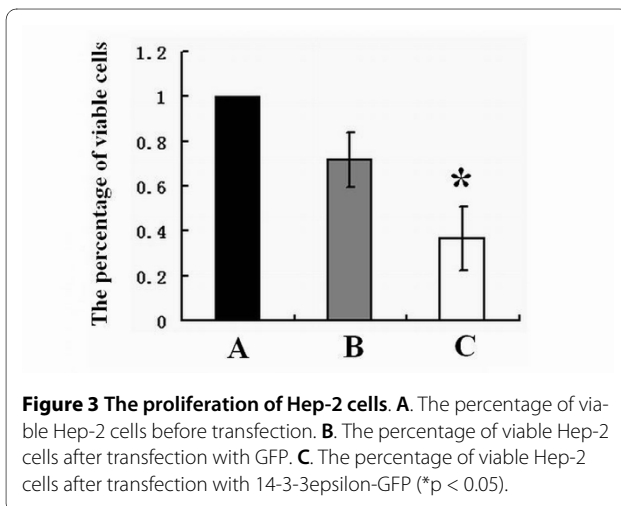 The percentage of viable cells
1.2
1
0.8
0.6
0.4
0.2
0
*
A B C
Figure 3 The proliferation of Hep-2 cells. A. The percentage of via-
ble Hep-2 cells before transfection. B. The percentage of viable Hep-2
cells after transfection with GFP. C. The percentage of viable Hep-2
cells after transfection with 14-3-3epsilon-GFP (*p < 0.05).